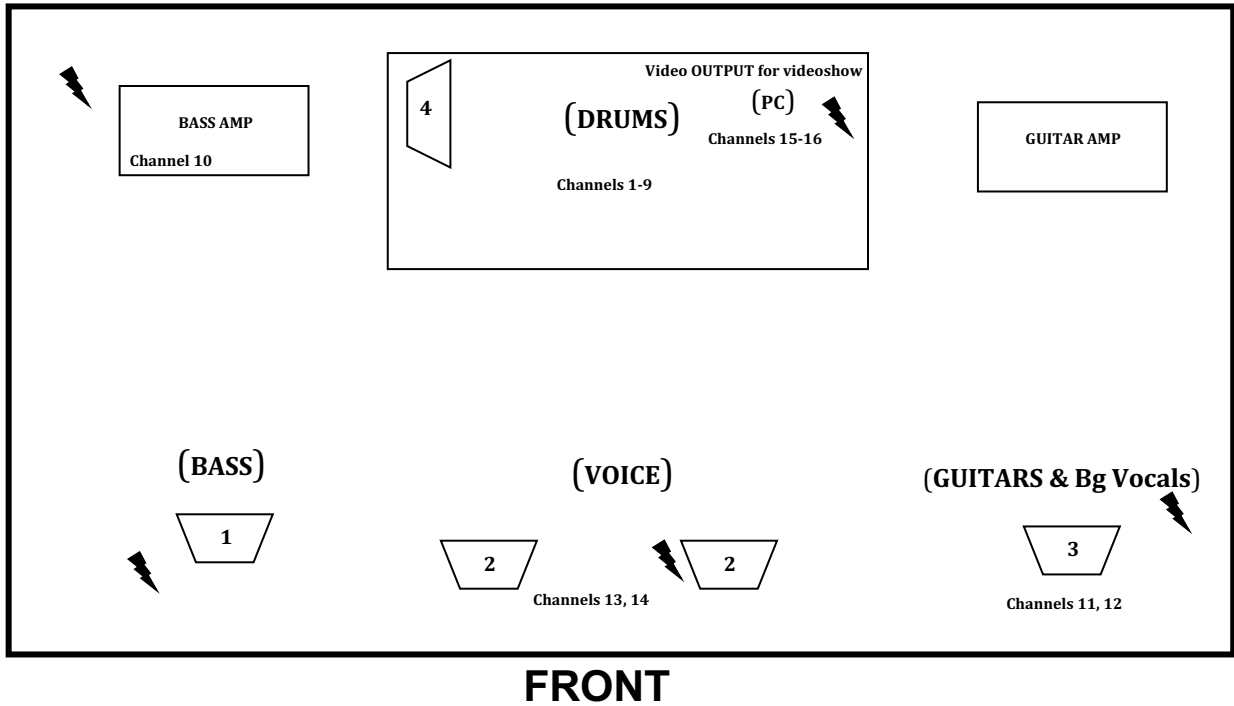 Video OUTPUT for videoshow
4
(DRUMS)
(PC)
BASS AMP
GUITAR AMP
Channels 15-16
Channel 10
Channels 1-9
(BASS)
(VOICE)
(GUITARS & Bg Vocals)
1
2
2
3
Channels 13, 14
Channels 11, 12
FRONT